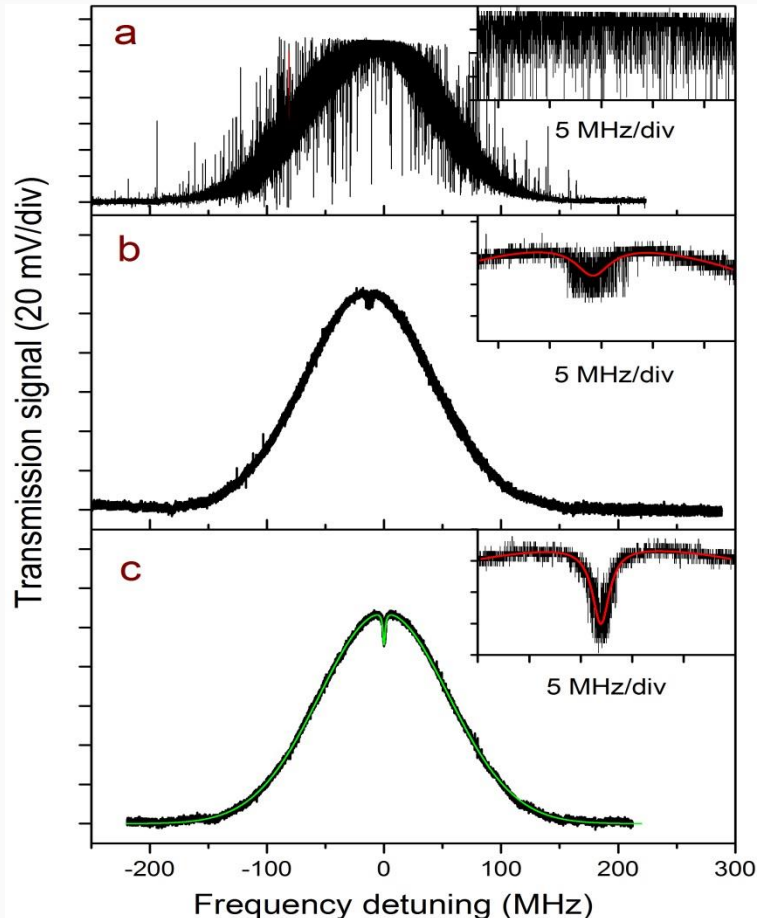 Transmission signal (20 mV/div)
a
5 MHz/div
b
5 MHz/div
c
5 MHz/div
-200
-100
0
100
200
300
Frequency detuning (MHz)